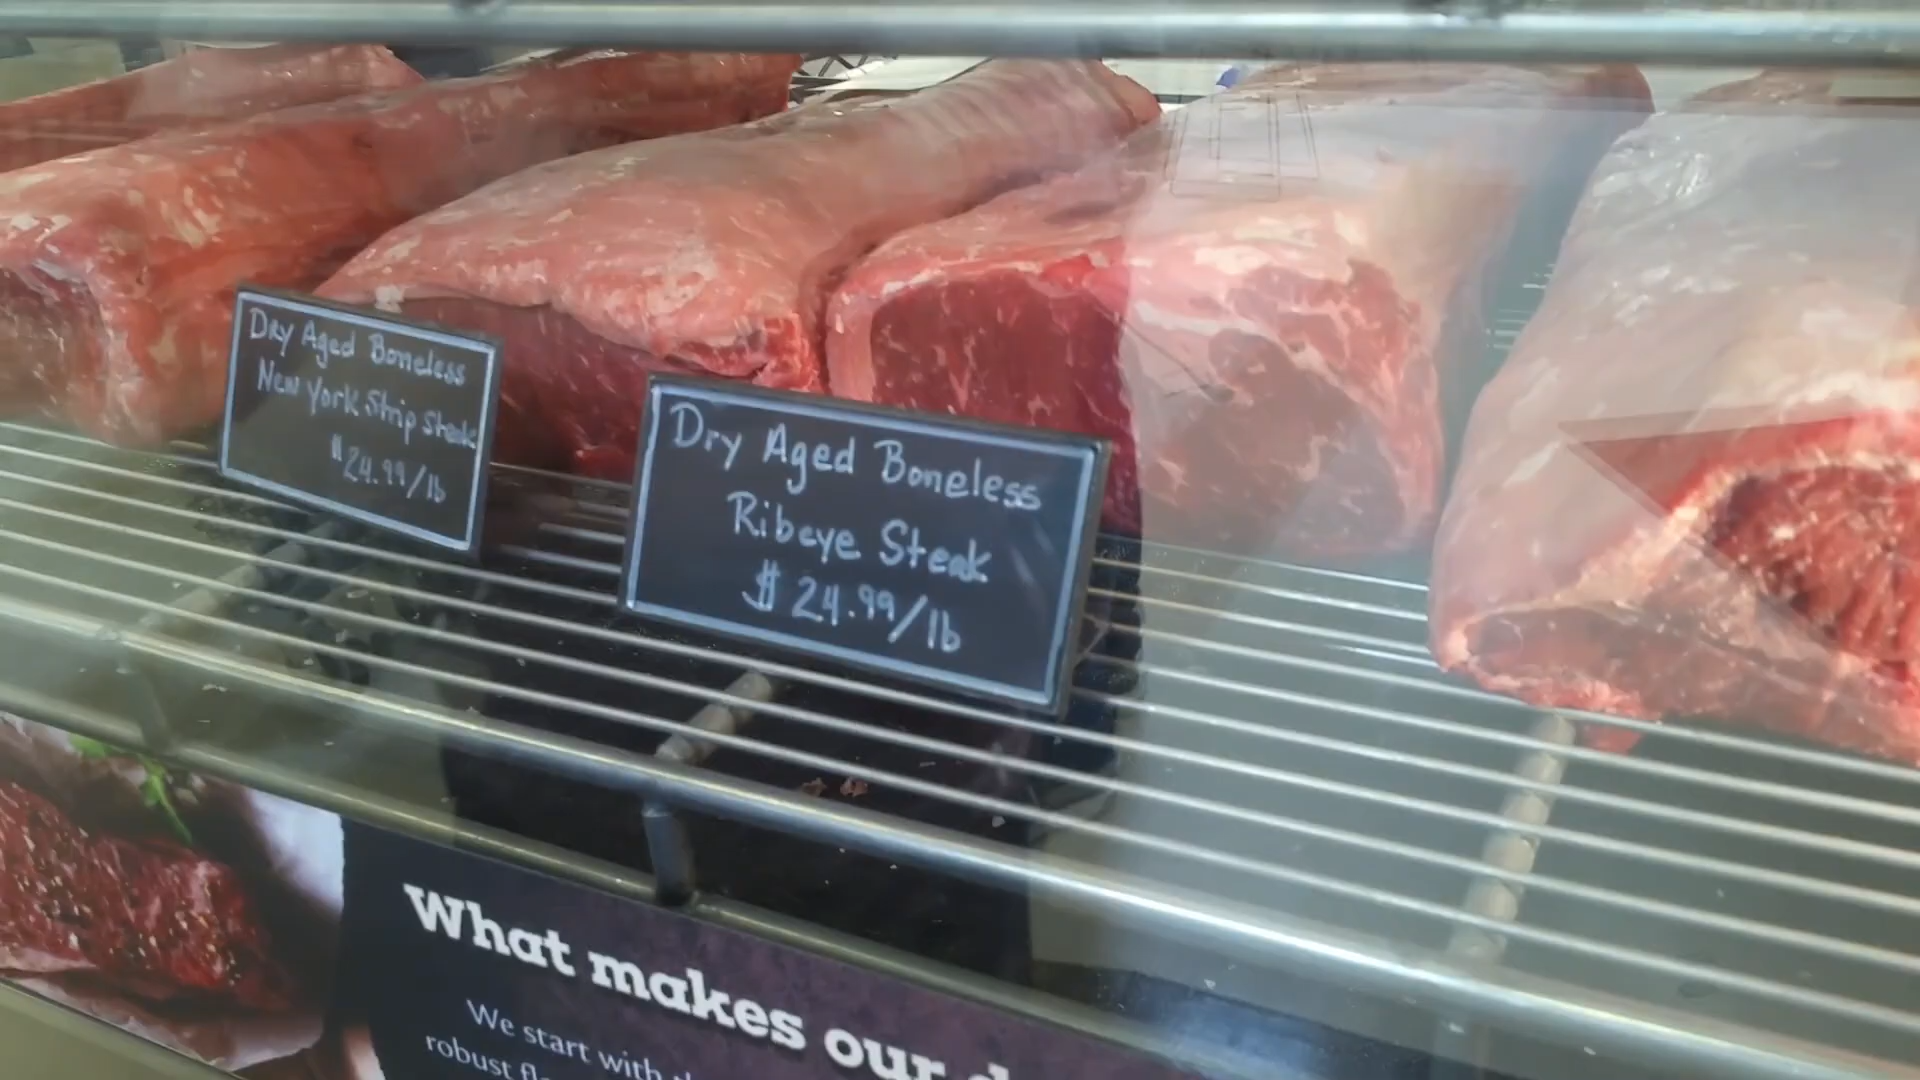 Dry Aged Boneless
New York Strip Steak
$24.99/lb
Dry Aged Boneless
Ribeye Steak
$24.99/lb
What makes our
We start with
robust